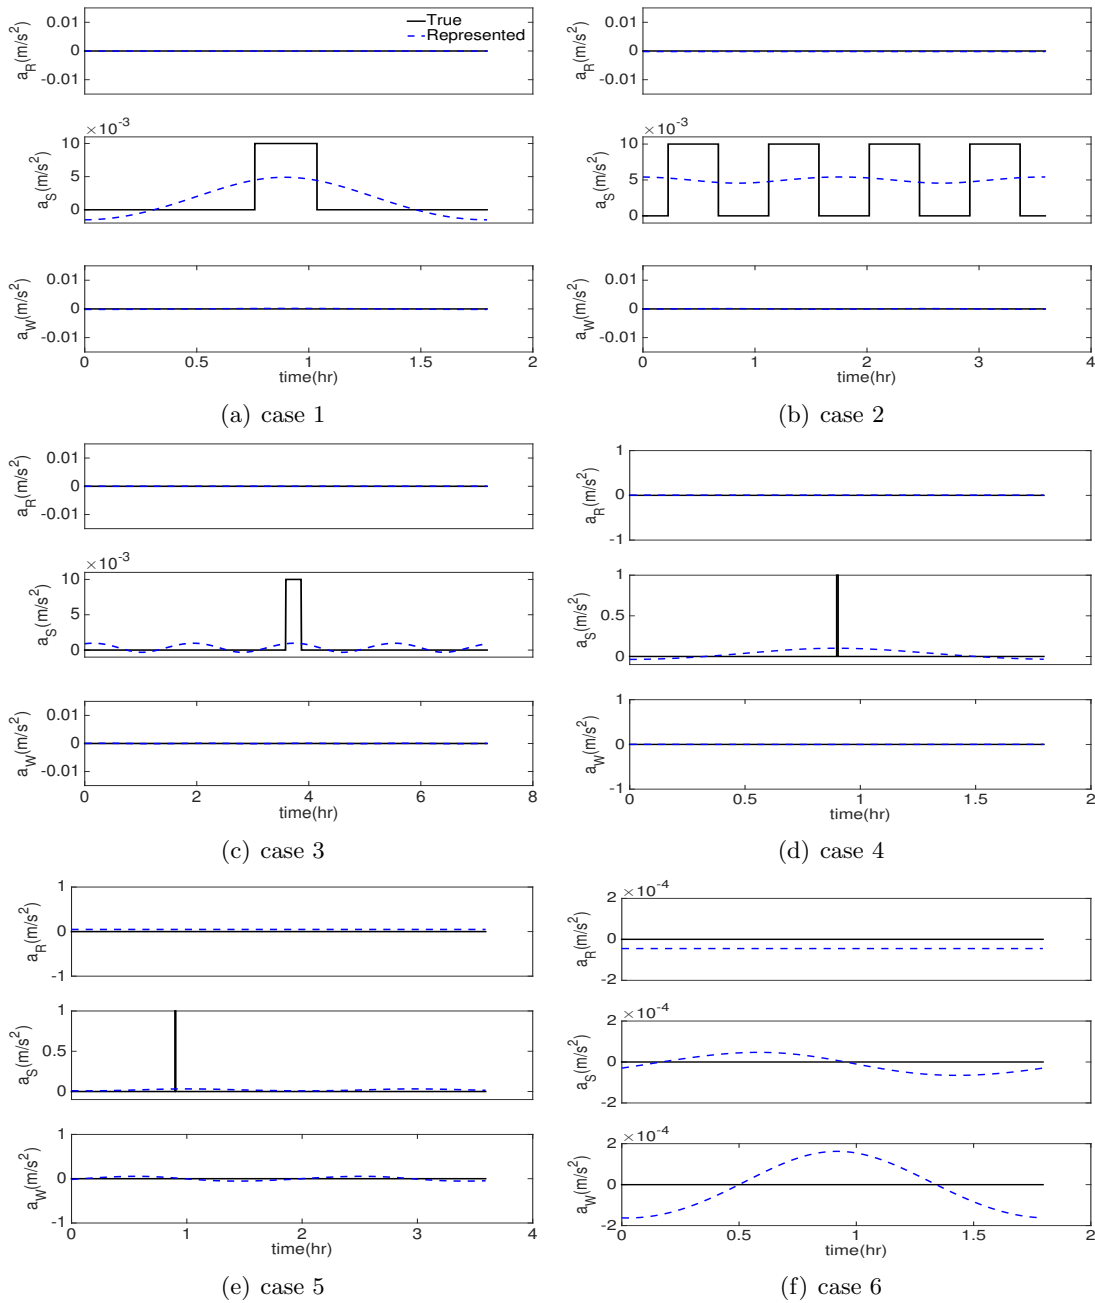 0.01
0
-0.01
a_R(m/s^2)
True
Represented
×10^-3
10
5
0
a_S(m/s^2)
0.01
0
-0.01
a_W(m/s^2)
0 0.5 1 1.5 2
time(hr)
(a) case 1
0.01
0
-0.01
a_R(m/s^2)
×10^-3
10
5
0
a_S(m/s^2)
0.01
0
-0.01
a_W(m/s^2)
0 1 2 3 4
time(hr)
(b) case 2
0.01
0
-0.01
a_R(m/s^2)
×10^-3
10
5
0
a_S(m/s^2)
0.01
0
-0.01
a_W(m/s^2)
0 2 4 6 8
time(hr)
(c) case 3
1
0
-1
a_R(m/s^2)
1
0.5
0
a_S(m/s^2)
1
0
-1
a_W(m/s^2)
0 0.5 1 1.5 2
time(hr)
(d) case 4
1
0
-1
a_R(m/s^2)
1
0.5
0
a_S(m/s^2)
1
0
-1
a_W(m/s^2)
0 1 2 3 4
time(hr)
(e) case 5
×10^-4
2
0
-2
a_R(m/s^2)
×10^-4
2
0
-2
a_S(m/s^2)
×10^-4
2
0
-2
a_W(m/s^2)
0 0.5 1 1.5 2
time(hr)
(f) case 6